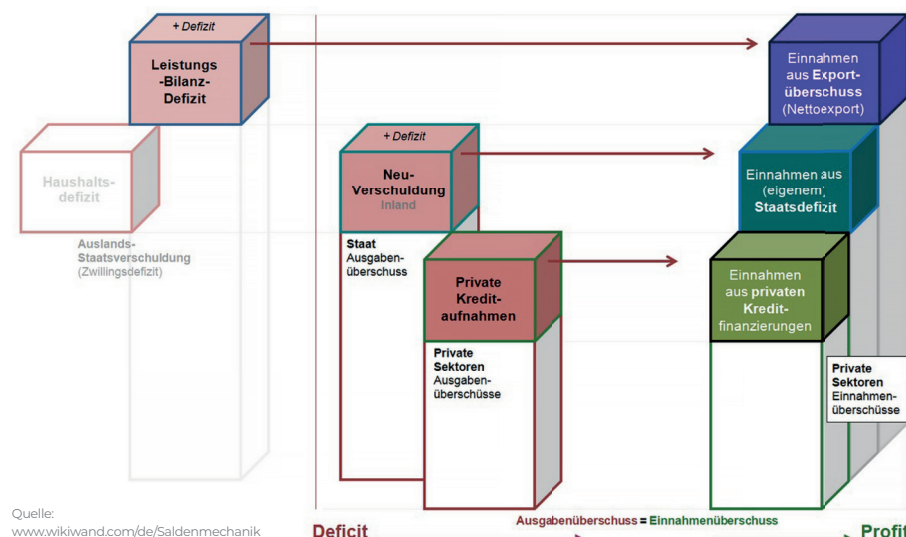 + Defizit
Leistungs
-Bilanz-
Defizit
Haushalts-
defizit
Auslands-
Staatsverschuldung
(Zwillingsdefizit)
+ Defizit
Neu-
Verschuldung
Inland
Staat
Ausgaben-
überschuss
Private
Kredit-
aufnahmen
Private
Sektoren
Ausgaben-
überschüsse
Einnahmen
aus Export-
überschuss
(Nettoexport)
Einnahmen aus
(eigenem)
Staatsdefizit
Einnahmen
aus privaten
Kredit-
finanzierungen
Private
Sektoren
Einnahmen-
überschüsse
Quelle:
www.wikiwand.com/de/Saldenmechanik
Ausgabenüberschuss = Einnahmenüberschuss
Deficit
Profit